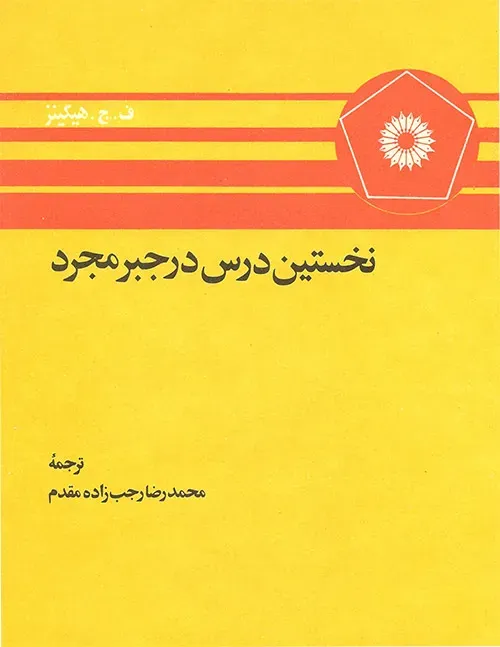 ف. ج. هیگینز
نخستین درس در جبر مجرد
ترجمهٔ
محمدرضا رجب‌زاده مقدم